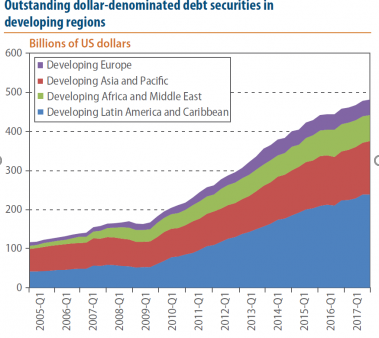 Outstanding dollar-denominated debt securities in
developing regions
Billions of US dollars
600
500
400
300
200
100
0
Developing Europe
Developing Asia and Pacific
Developing Africa and Middle East
Developing Latin America and Caribbean
2005-Q1
2006-Q1
2007-Q1
2008-Q1
2009-Q1
2010-Q1
2011-Q1
2012-Q1
2013-Q1
2014-Q1
2015-Q1
2016-Q1
2017-Q1